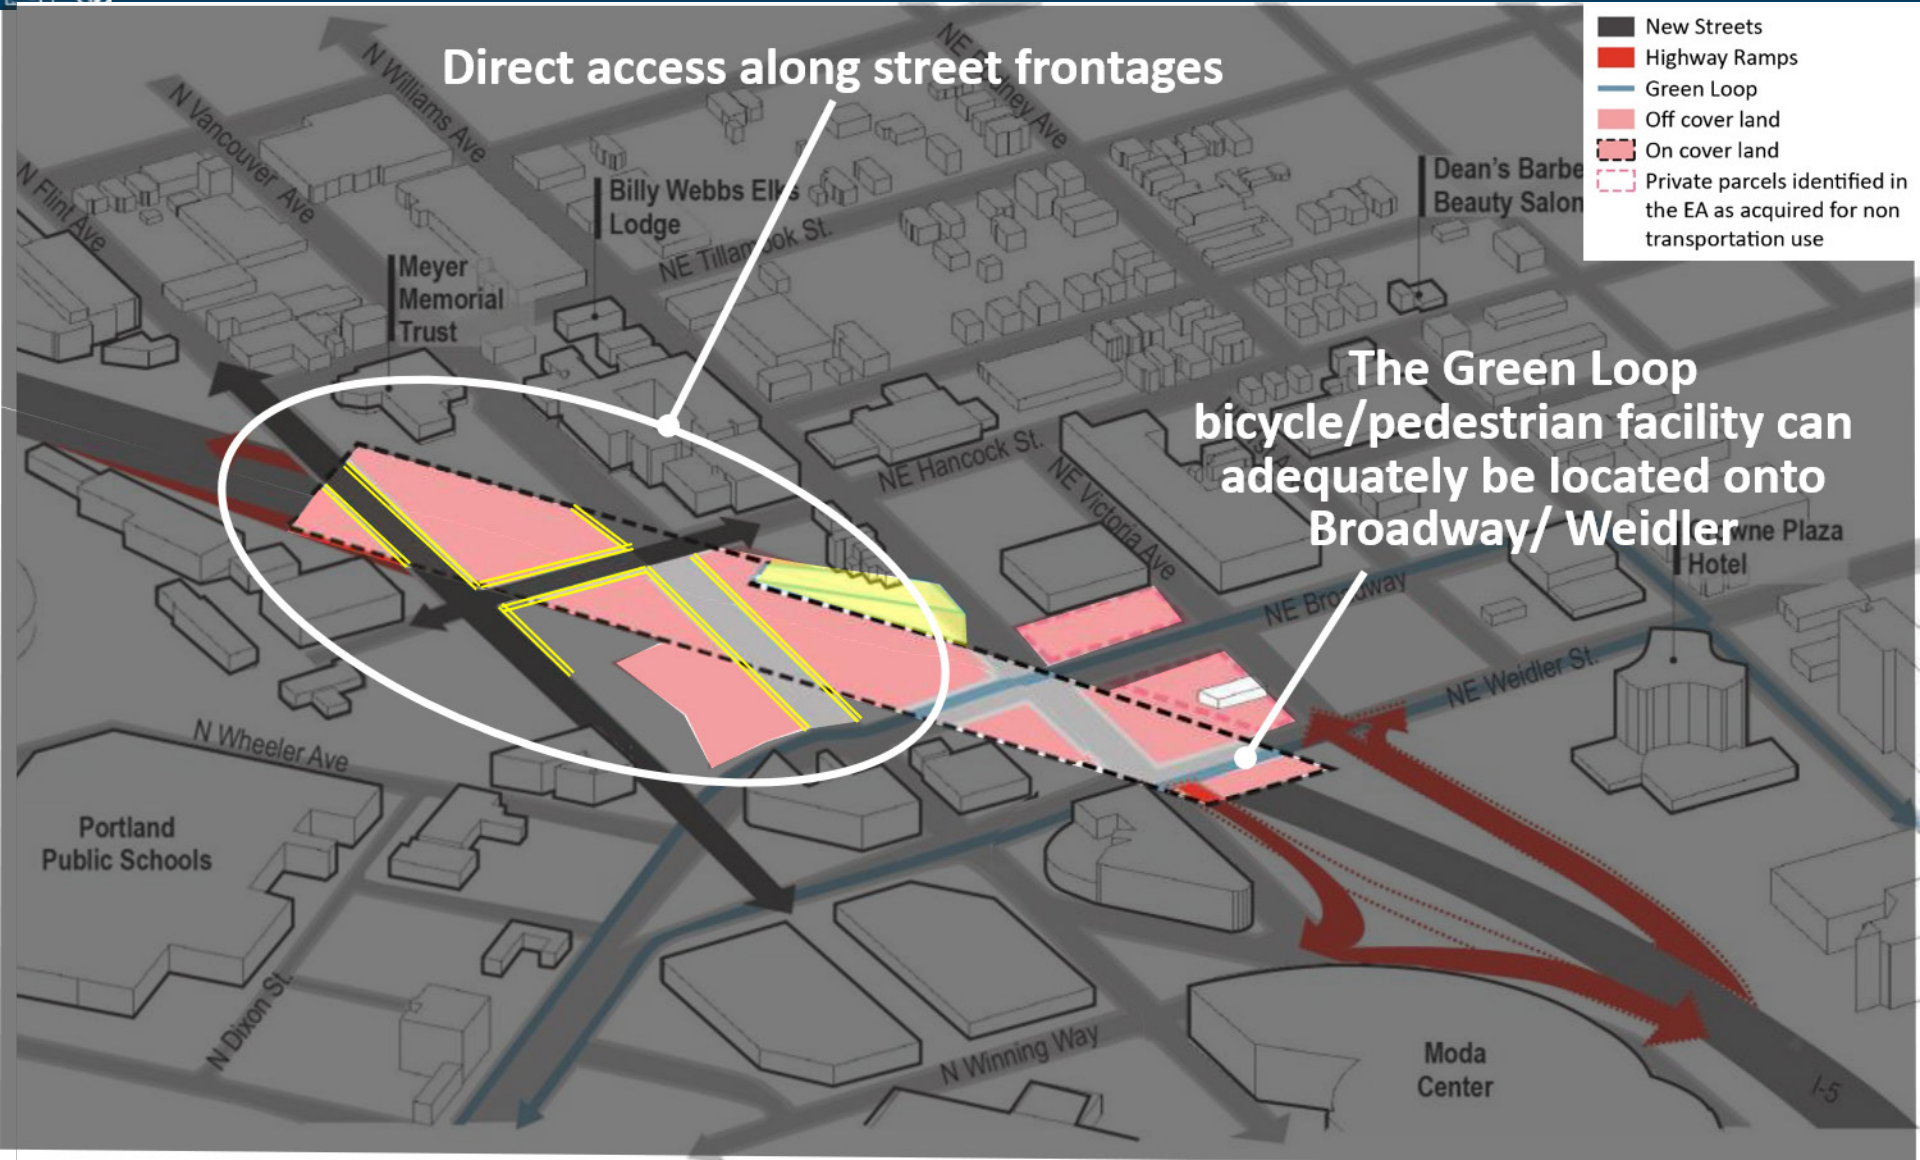 New Streets
Highway Ramps
Green Loop
Off cover land
On cover land
Private parcels identified in
the EA as acquired for non
transportation use
Direct access along street frontages
N Williams Ave
N Vancouver Ave
N Flint Ave
Billy Webbs Elks
Lodge
NE Tillamook St.
Dean's Barbe
Beauty Salon
Meyer
Memorial
Trust
The Green Loop
bicycle/pedestrian facility can
adequately be located onto
Broadway/ Weidler
NE Hancock St.
NE Victoria Ave
Plaza
Hotel
NE Broadway
NE Weidler St.
N Wheeler Ave
Portland
Public Schools
N Dixon St.
N Winning Way
Moda
Center
I-5